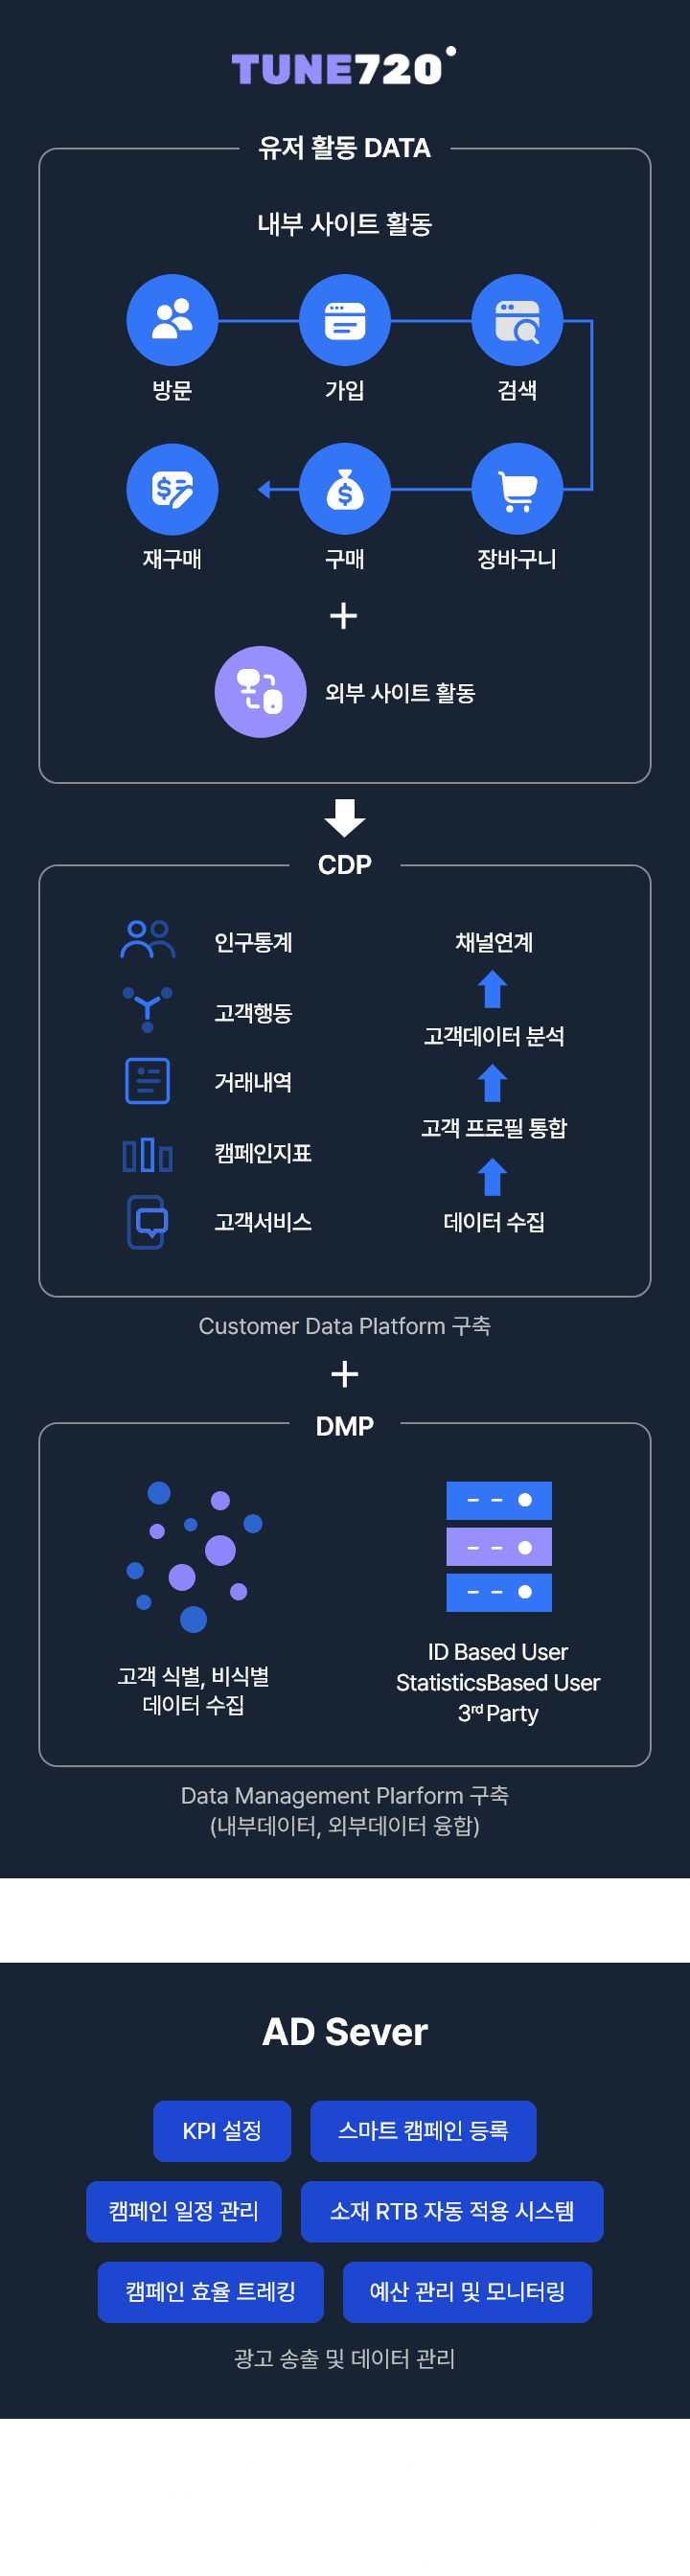 TUNE720
유저 활동 DATA
내부 사이트 활동
방문
가입
검색
재구매
구매
장바구니
+
외부 사이트 활동
CDP
인구통계
고객행동
거래내역
캠페인지표
고객서비스
채널연계
고객데이터 분석
고객 프로필 통합
데이터 수집
Customer Data Platform 구축
+
DMP
고객 식별, 비식별
데이터 수집
ID Based User
StatisticsBased User
3rd Party
Data Management Plarform 구축
(내부데이터, 외부데이터 융합)
AD Sever
KPI 설정
스마트 캠페인 등록
캠페인 일정 관리
소재 RTB 자동 적용 시스템
캠페인 효율 트레킹
예산 관리 및 모니터링
광고 송출 및 데이터 관리